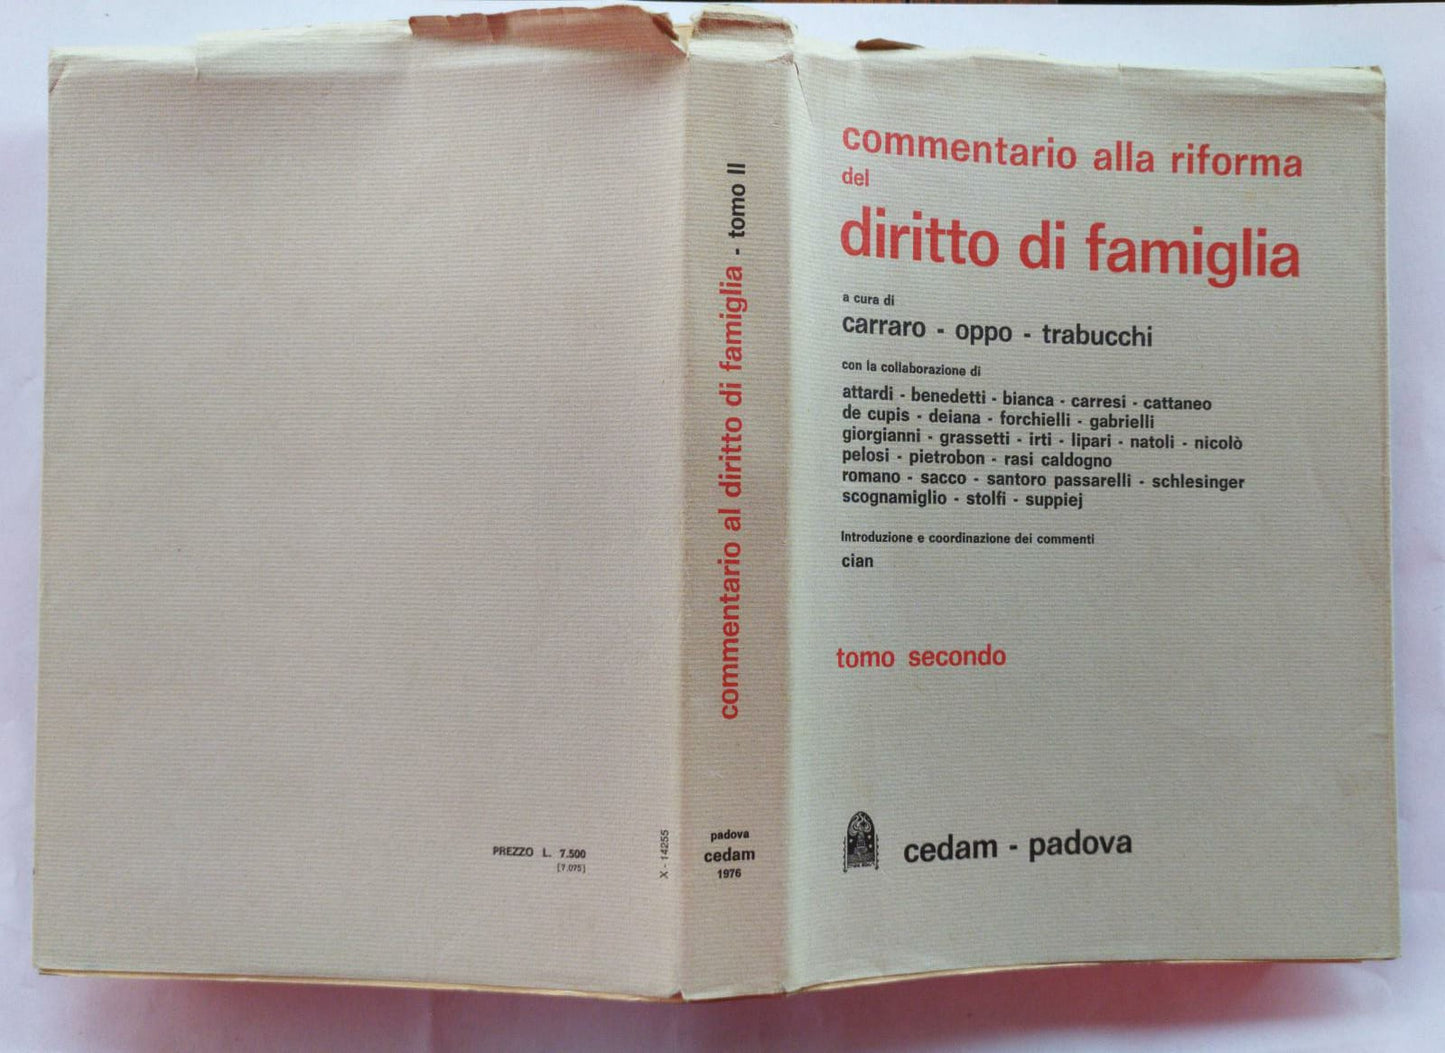 PREZZO L. 7.500
[7.075]
X - 14255
commentario al diritto di famiglia - tomo II
padova
cedam
1976
commentario alla riforma
del
diritto di famiglia
a cura di
carraro - oppo - trabucchi
con la collaborazione di
attardi - benedetti - bianca - carresi - cattaneo
de cupis - deiana - forchielli - gabrielli
giorgianni - grassetti - irti - lipari - natoli - nicolò
pelosi - pietrobon - rasi caldogno
romano - sacco - santoro passarelli - schlesinger
scognamiglio - stolfi - suppiej
Introduzione e coordinazione dei commenti
cian
tomo secondo
cedam - padova